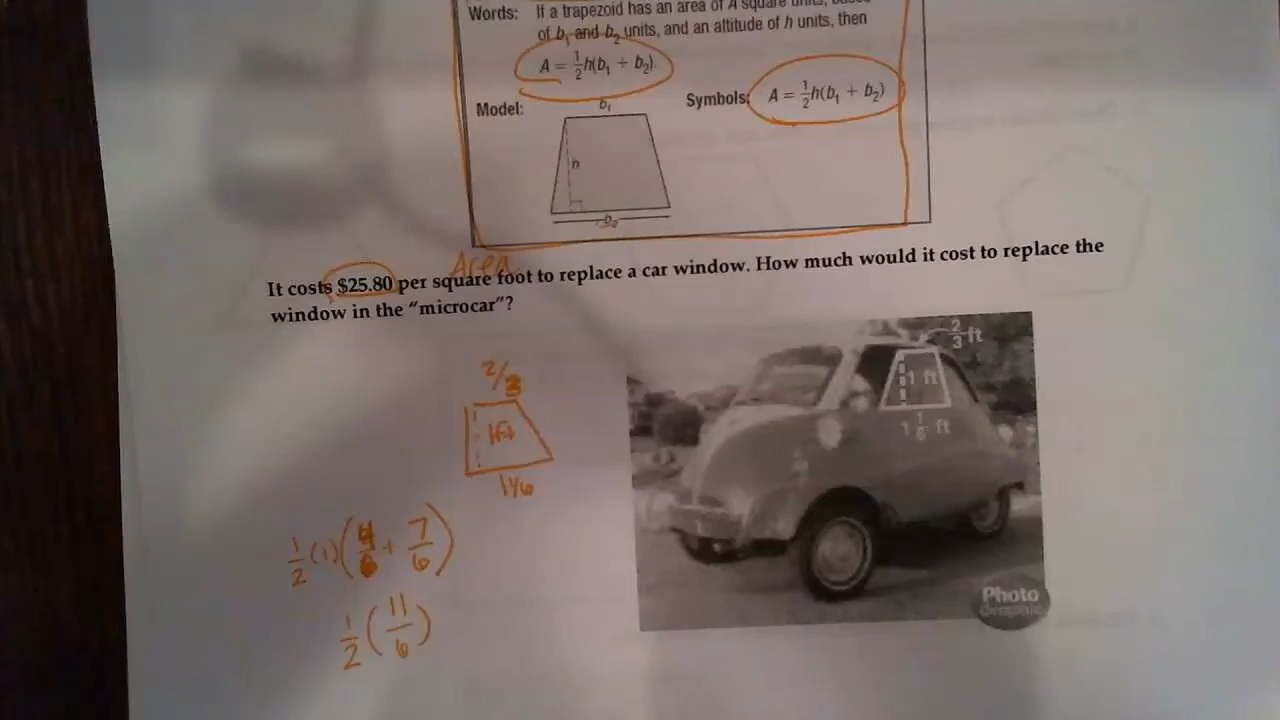 Words: If a trapezoid has an area of A square units, bases
of b₁ and b₂ units, and an altitude of h units, then
A = ½h(b₁ + b₂).
Model:
Symbols: A = ½h(b₁ + b₂)
b₁
h
b₂
Area
It costs $25.80 per square foot to replace a car window. How much would it cost to replace the
window in the "microcar"?
2/3 ft
1 ft
1 1/6 ft
2/3
1ft
1 1/6
1/2 (1) (4/6 + 7/6)
1/2 (11/6)
Photo
Graphic